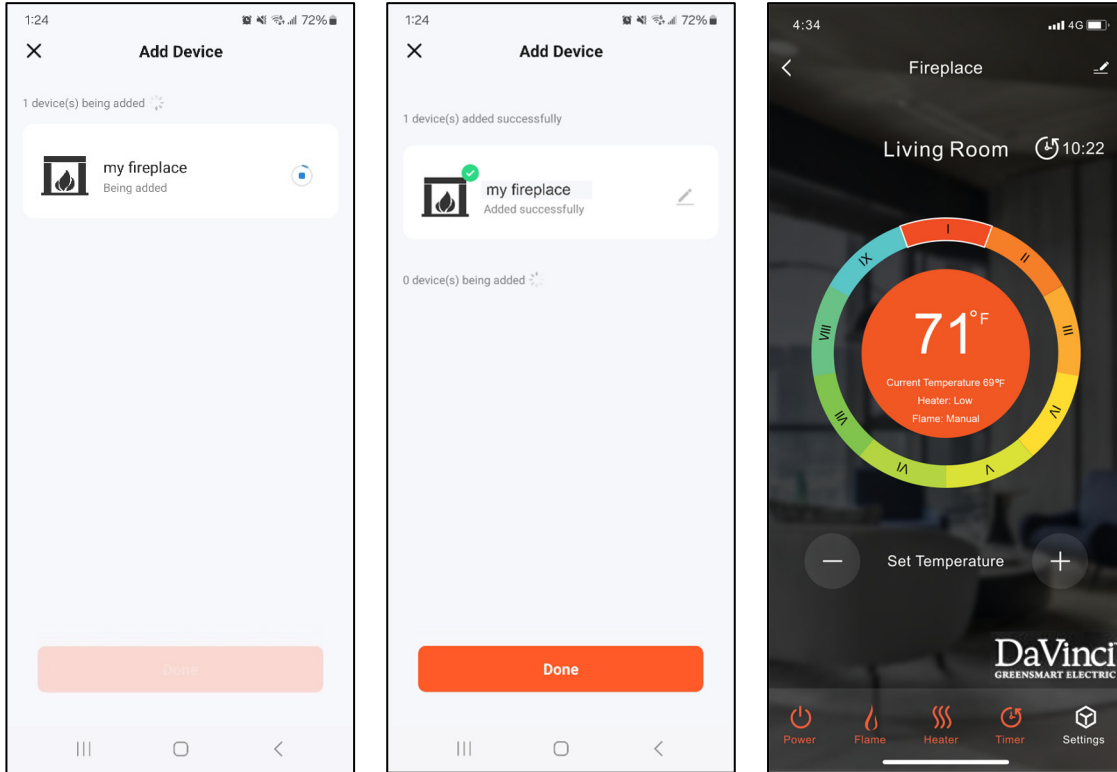 1:24
72%
Add Device
1 device(s) being added
my fireplace
Being added
Done
1:24
72%
Add Device
1 device(s) added successfully
my fireplace
Added successfully
0 device(s) being added
Done
4:34
4G
Fireplace
Living Room
10:22
I
II
III
IV
V
VI
VII
VIII
IX
71°F
Current Temperature 69°F
Heater: Low
Flame: Manual
Set Temperature
DaVinci
GREENSMART ELECTRIC
Power Flame Heater Timer Settings